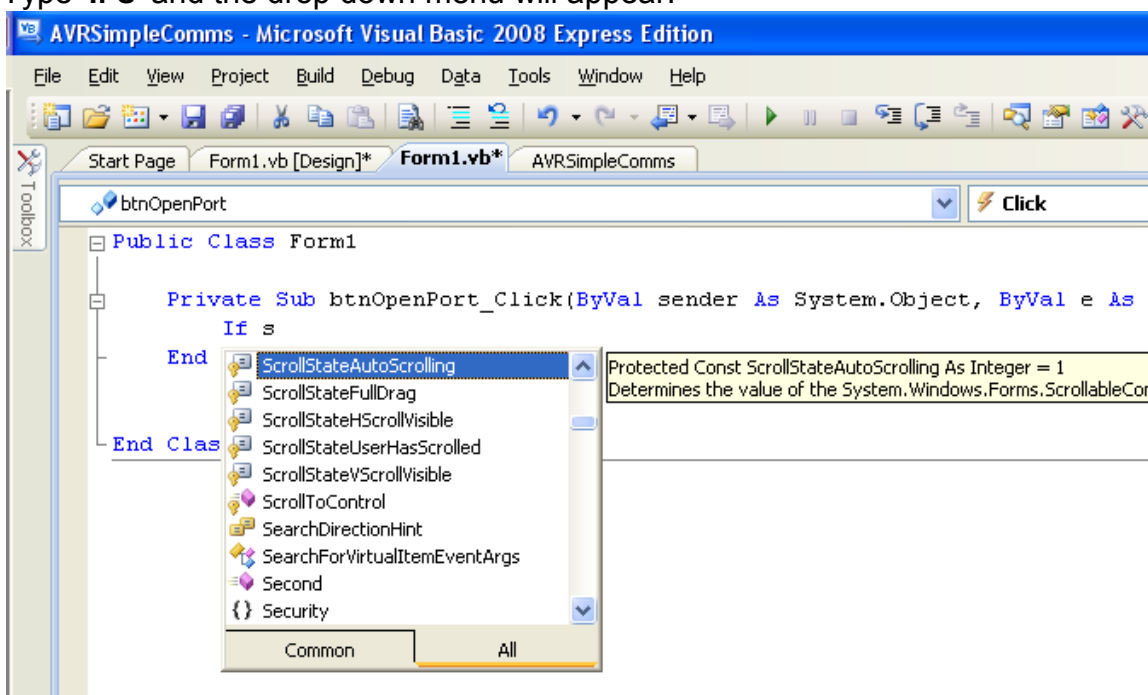 AVRSimpleComms - Microsoft Visual Basic 2008 Express Edition
File Edit View Project Build Debug Data Tools Window Help
Start Page Form1.vb [Design]* Form1.vb* AVRSimpleComms
Toolbox
btnOpenPort Click
Public Class Form1
Private Sub btnOpenPort_Click(ByVal sender As System.Object, ByVal e As
If s
End
End Clas
ScrollStateAutoScrolling
ScrollStateFullDrag
ScrollStateHScrollVisible
ScrollStateUserHasScrolled
ScrollStateVScrollVisible
ScrollToControl
SearchDirectionHint
SearchForVirtualItemEventArgs
Second
{} Security
Common All
Protected Const ScrollStateAutoScrolling As Integer = 1
Determines the value of the System.Windows.Forms.ScrollableCor